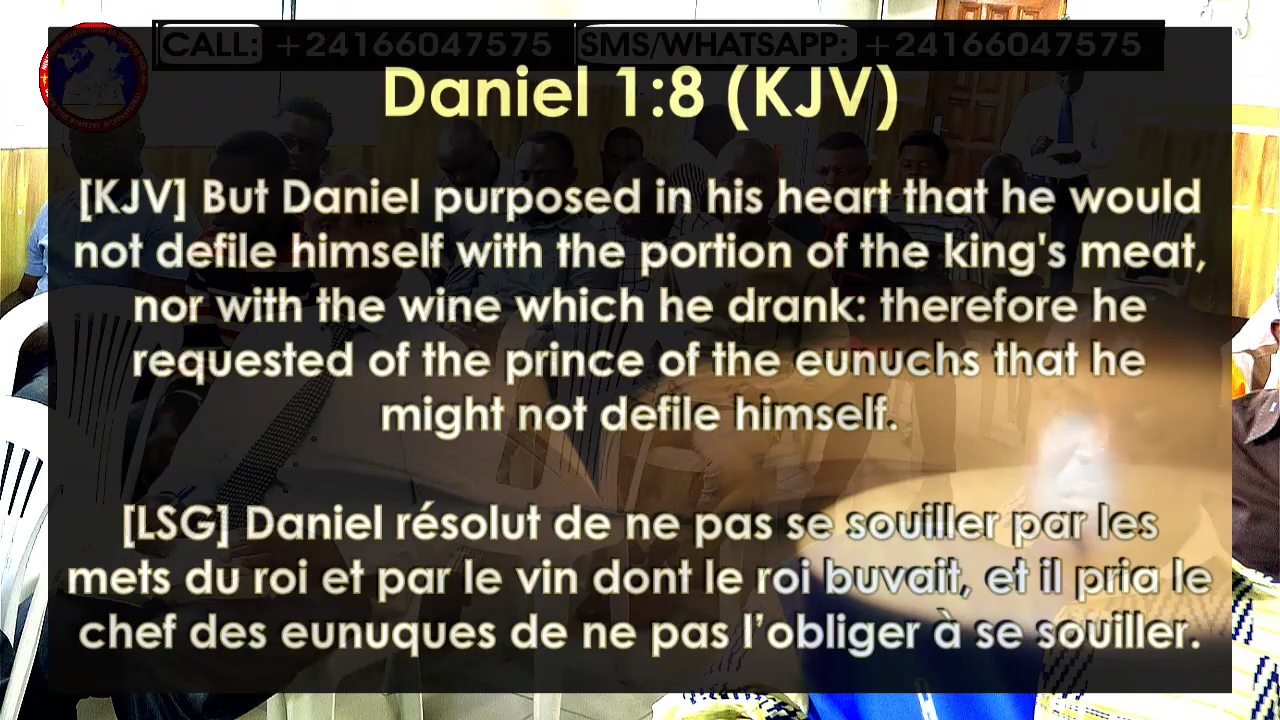 CALL: +24166047575 SMS/WHATSAPP: +24166047575
Daniel 1:8 (KJV)
[KJV] But Daniel purposed in his heart that he would
not defile himself with the portion of the king's meat,
nor with the wine which he drank: therefore he
requested of the prince of the eunuchs that he
might not defile himself.
[LSG] Daniel résolut de ne pas se souiller par les
mets du roi et par le vin dont le roi buvait, et il pria le
chef des eunuques de ne pas l’obliger à se souiller.